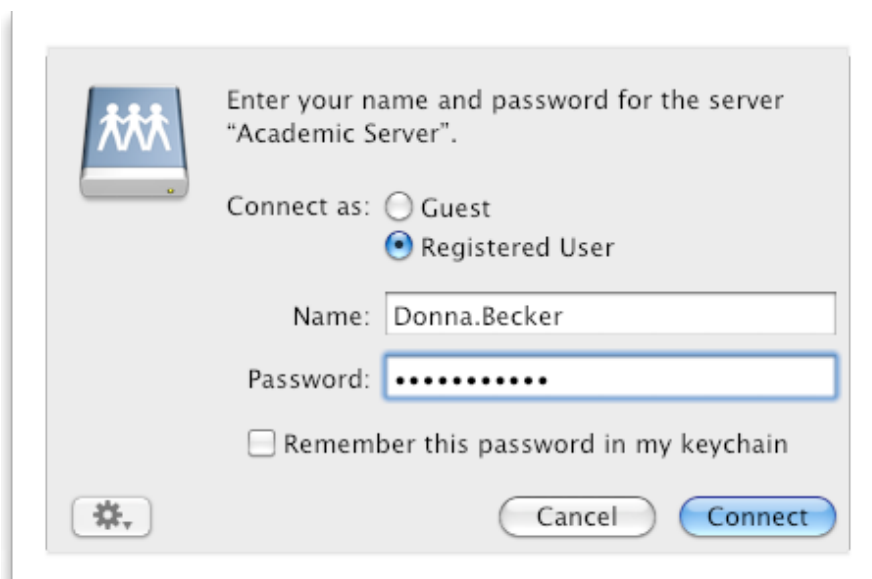 Enter your name and password for the server
“Academic Server”.
Connect as: Guest
Registered User
Name: Donna.Becker
Password: •••••••••••
Remember this password in my keychain
Cancel Connect